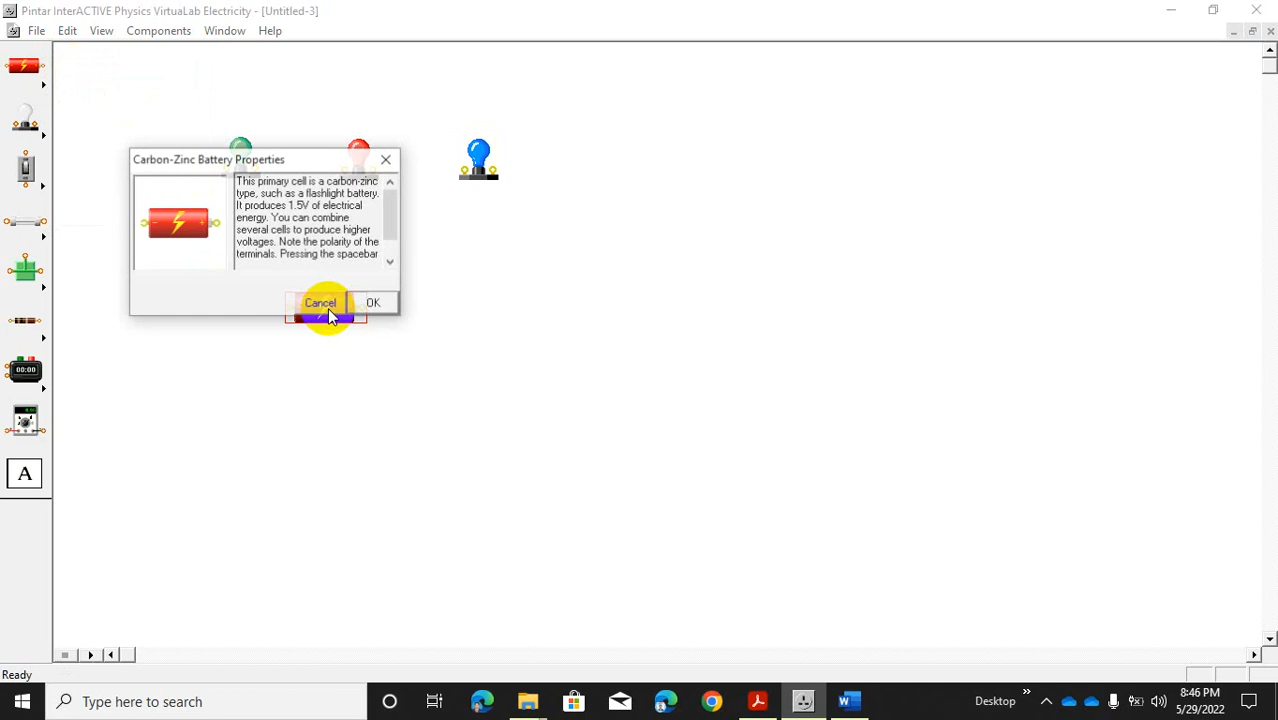 Pintar InterACTIVE Physics VirtuaLab Electricity - [Untitled-3]
File Edit View Components Window Help
Carbon-Zinc Battery Properties
This primary cell is a carbon-zinc
type, such as a flashlight battery.
It produces 1.5V of electrical
energy. You can combine
several cells to produce higher
voltages. Note the polarity of the
terminals. Pressing the spacebar
Cancel OK
00:00
A
Ready
Type here to search
Desktop
8:46 PM
5/29/2022